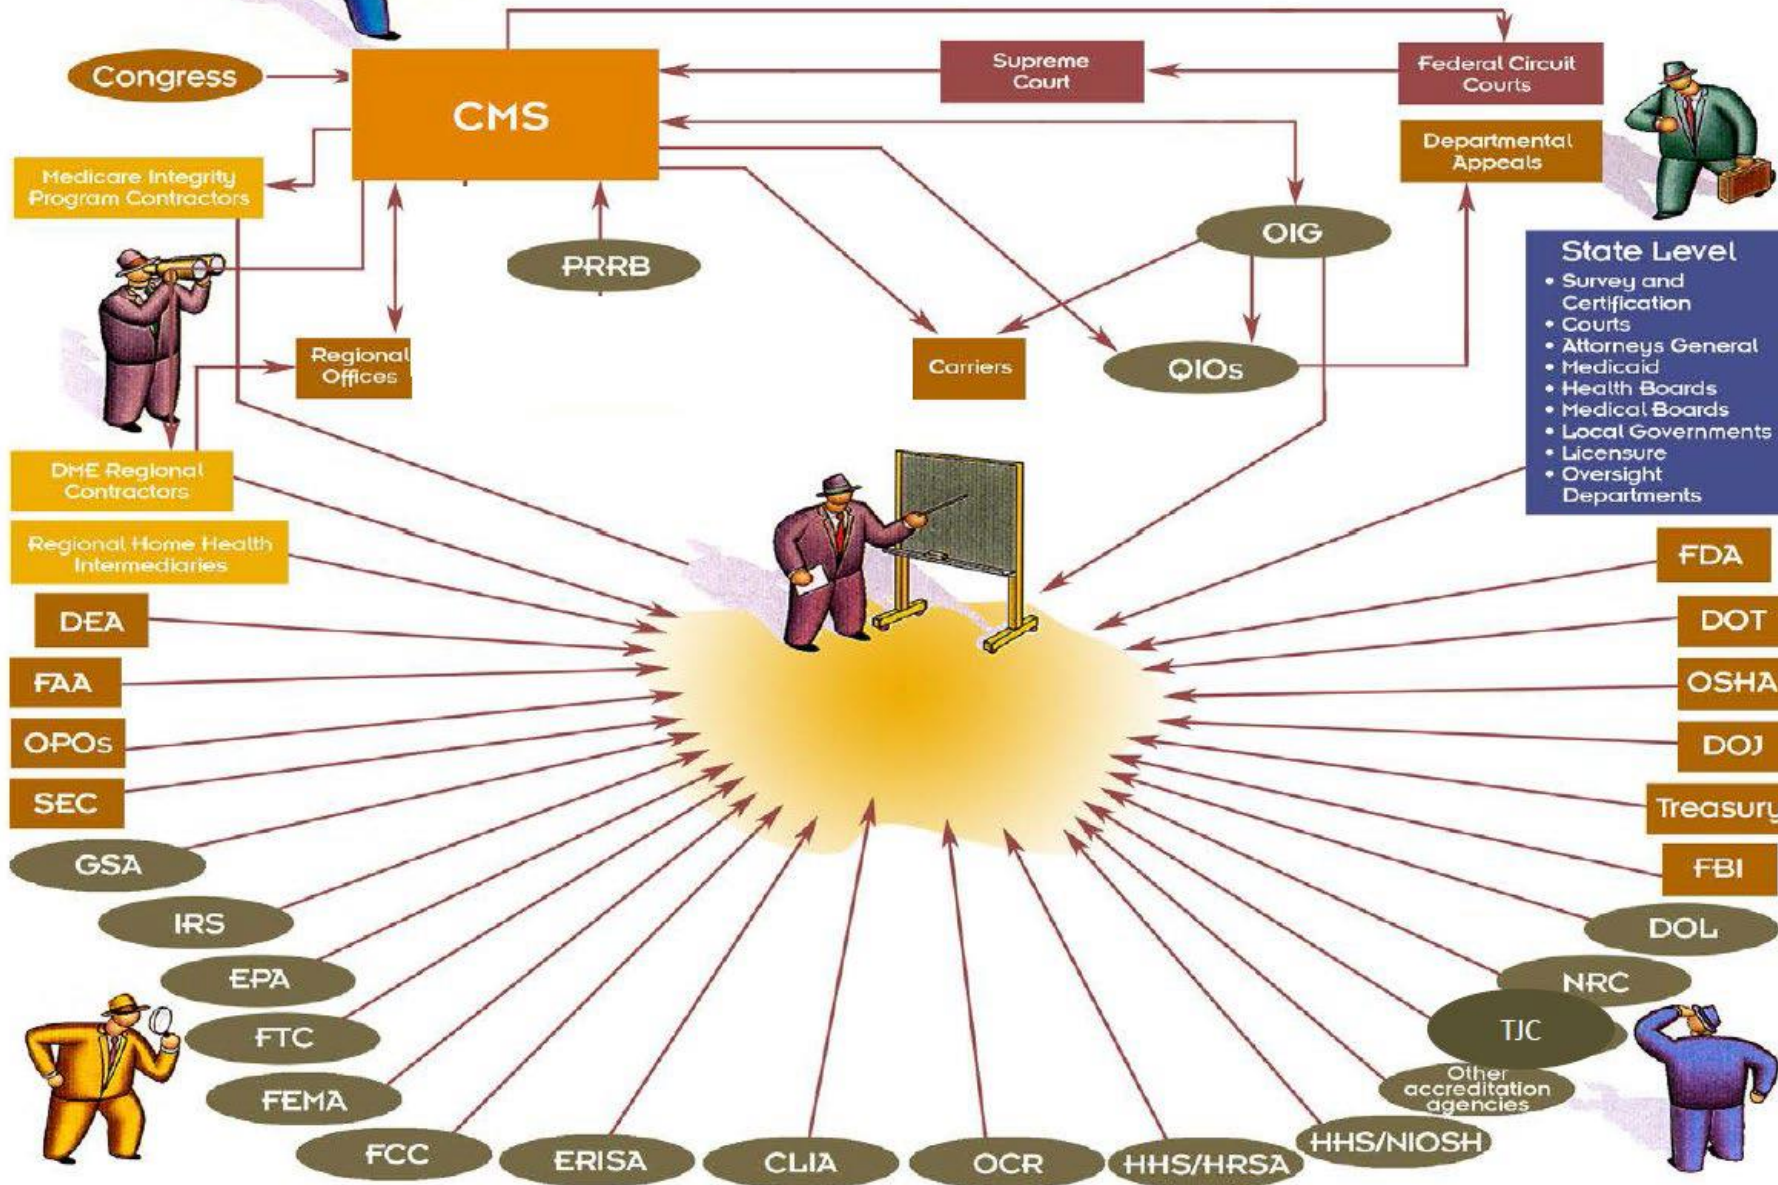 Congress
CMS
Supreme
Court
Federal Circuit
Courts
Departmental
Appeals
Medicare Integrity
Program Contractors
PRRB
OIG
State Level
• Survey and
Certification
• Courts
• Attorneys General
• Medicaid
• Health Boards
• Medical Boards
• Local Governments
• Licensure
• Oversight
Departments
Regional
Offices
Carriers
QIOs
DME Regional
Contractors
Regional Home Health
Intermediaries
DEA
FAA
OPOs
SEC
GSA
IRS
EPA
FTC
FEMA
FCC
ERISA
CLIA
OCR
HHS/HRSA
HHS/NIOSH
Other
accreditation
agencies
TJC
NRC
DOL
FBI
Treasury
DOJ
OSHA
DOT
FDA